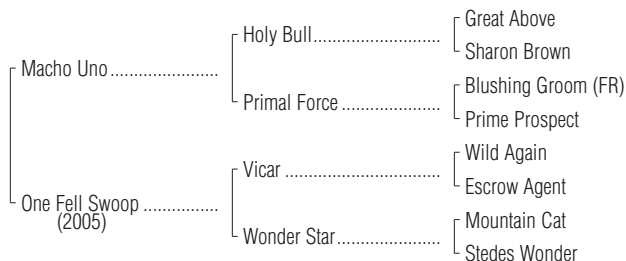 Great Above
Holy Bull
Sharon Brown
Macho Uno
Blushing Groom (FR)
Primal Force
Prime Prospect
Wild Again
Vicar
Escrow Agent
One Fell Swoop
(2005)
Mountain Cat
Wonder Star
Stedes Wonder